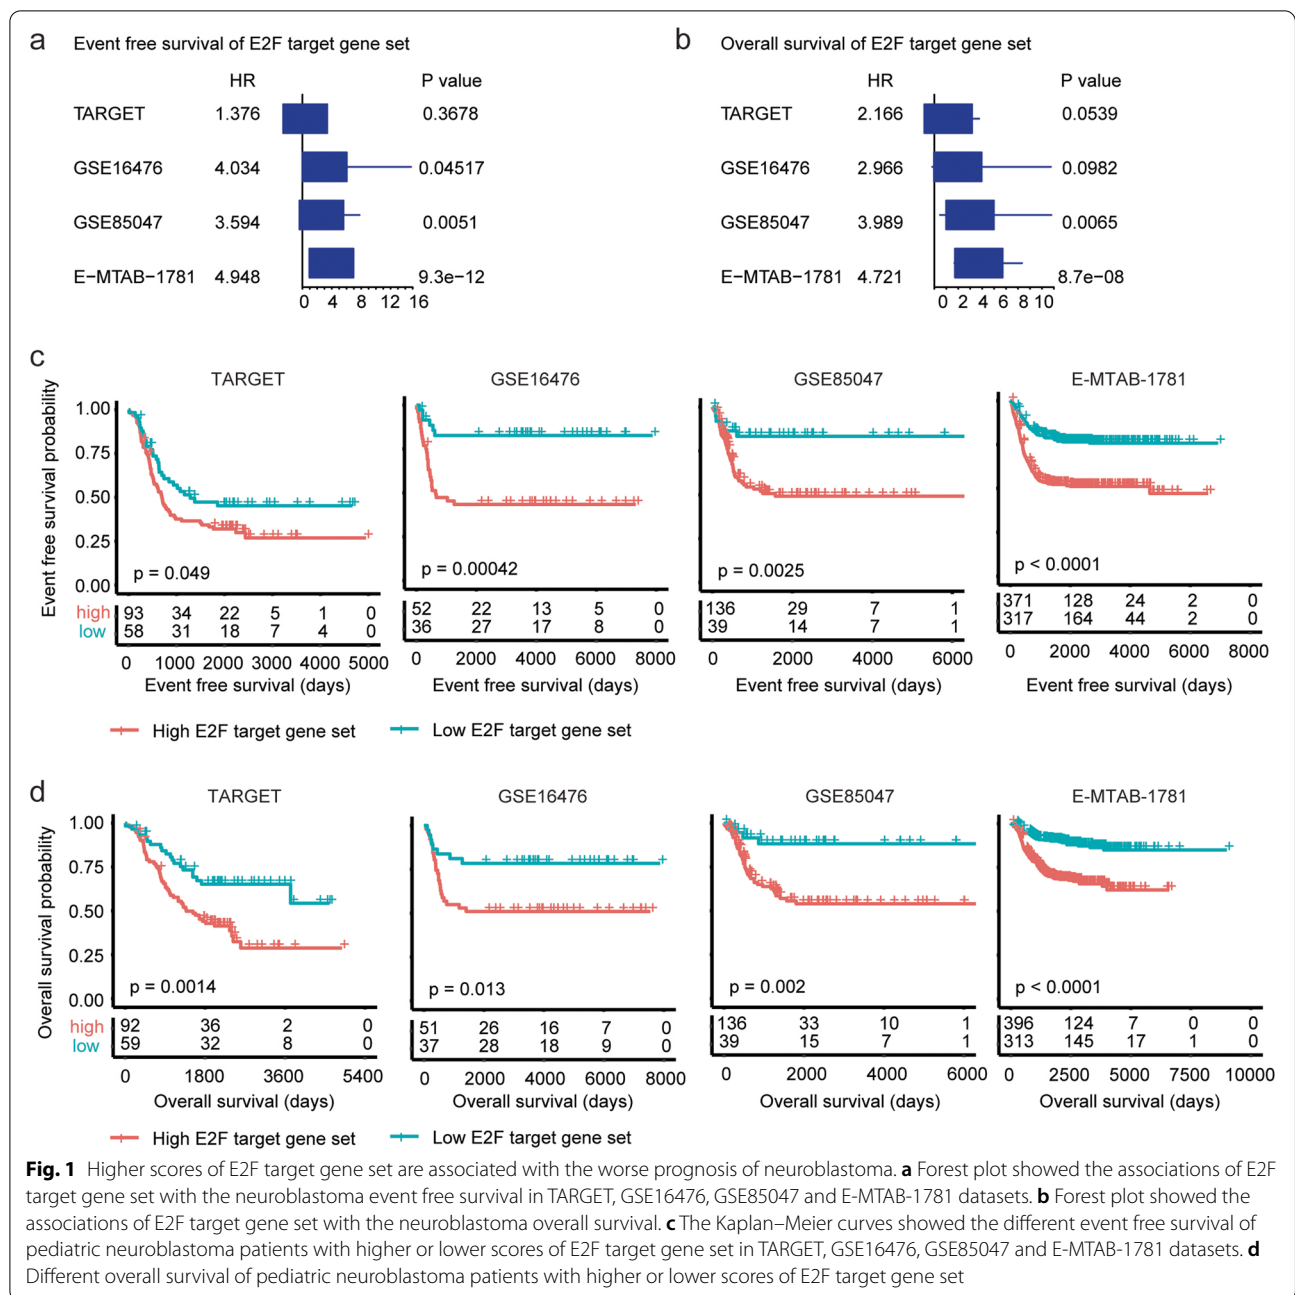 a Event free survival of E2F target gene set
HR P value
TARGET 1.376 0.3678
GSE16476 4.034 0.04517
GSE85047 3.594 0.0051
E−MTAB−1781 4.948 9.3e−12
0 4 8 12 16
b Overall survival of E2F target gene set
HR P value
TARGET 2.166 0.0539
GSE16476 2.966 0.0982
GSE85047 3.989 0.0065
E−MTAB−1781 4.721 8.7e−08
0 2 4 6 8 10
c
Event free survival probability
TARGET
1.00
0.75
0.50
0.25
0.00
p = 0.049
high 93 34 22 5 1 0
low 58 31 18 7 4 0
0 1000 2000 3000 4000 5000
Event free survival (days)
GSE16476
p = 0.00042
52 22 13 5 0
36 27 17 8 0
0 2000 4000 6000 8000
Event free survival (days)
GSE85047
p = 0.0025
136 29 7 1
39 14 7 1
0 2000 4000 6000
Event free survival (days)
E-MTAB-1781
p < 0.0001
371 128 24 2 0
317 164 44 2 0
0 2000 4000 6000 8000
Event free survival (days)
High E2F target gene set Low E2F target gene set
d
Overall survival probability
TARGET
1.00
0.75
0.50
0.25
0.00
p = 0.0014
high 92 36 2 0
low 59 32 8 0
0 1800 3600 5400
Overall survival (days)
GSE16476
p = 0.013
51 26 16 7 0
37 28 18 9 0
0 2000 4000 6000 8000
Overall survival (days)
GSE85047
p = 0.002
136 33 10 1
39 15 7 1
0 2000 4000 6000
Overall survival (days)
E-MTAB-1781
p < 0.0001
396 124 7 0 0
313 145 17 1 0
0 2500 5000 7500 10000
Overall survival (days)
High E2F target gene set Low E2F target gene set
Fig. 1 Higher scores of E2F target gene set are associated with the worse prognosis of neuroblastoma. a Forest plot showed the associations of E2F
target gene set with the neuroblastoma event free survival in TARGET, GSE16476, GSE85047 and E-MTAB-1781 datasets. b Forest plot showed the
associations of E2F target gene set with the neuroblastoma overall survival. c The Kaplan–Meier curves showed the different event free survival of
pediatric neuroblastoma patients with higher or lower scores of E2F target gene set in TARGET, GSE16476, GSE85047 and E-MTAB-1781 datasets. d
Different overall survival of pediatric neuroblastoma patients with higher or lower scores of E2F target gene set